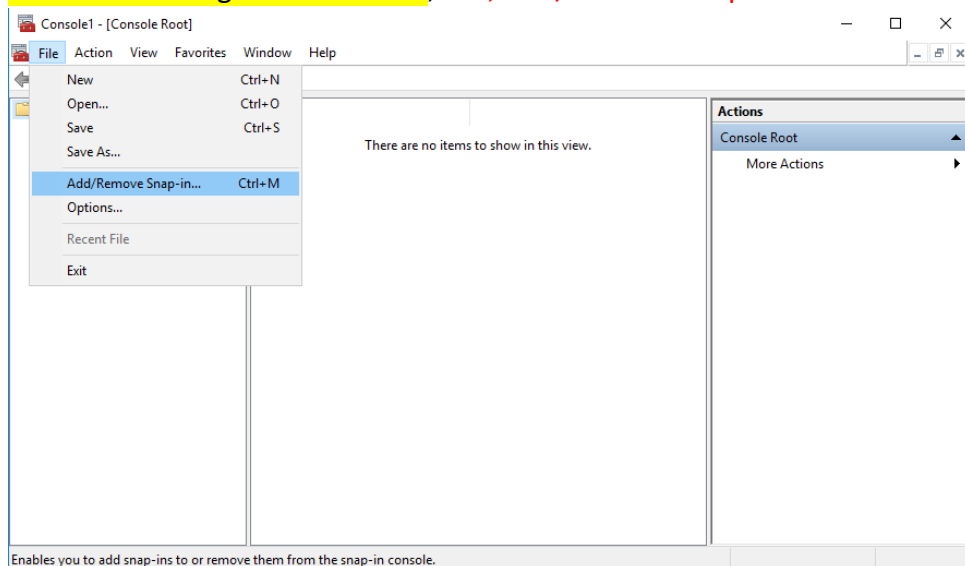 Console1 - [Console Root]
File Action View Favorites Window Help
New Ctrl+N
Open... Ctrl+O
Save Ctrl+S
Save As...
Add/Remove Snap-in... Ctrl+M
Options...
Recent File
Exit
There are no items to show in this view.
Actions
Console Root
More Actions
Enables you to add snap-ins to or remove them from the snap-in console.